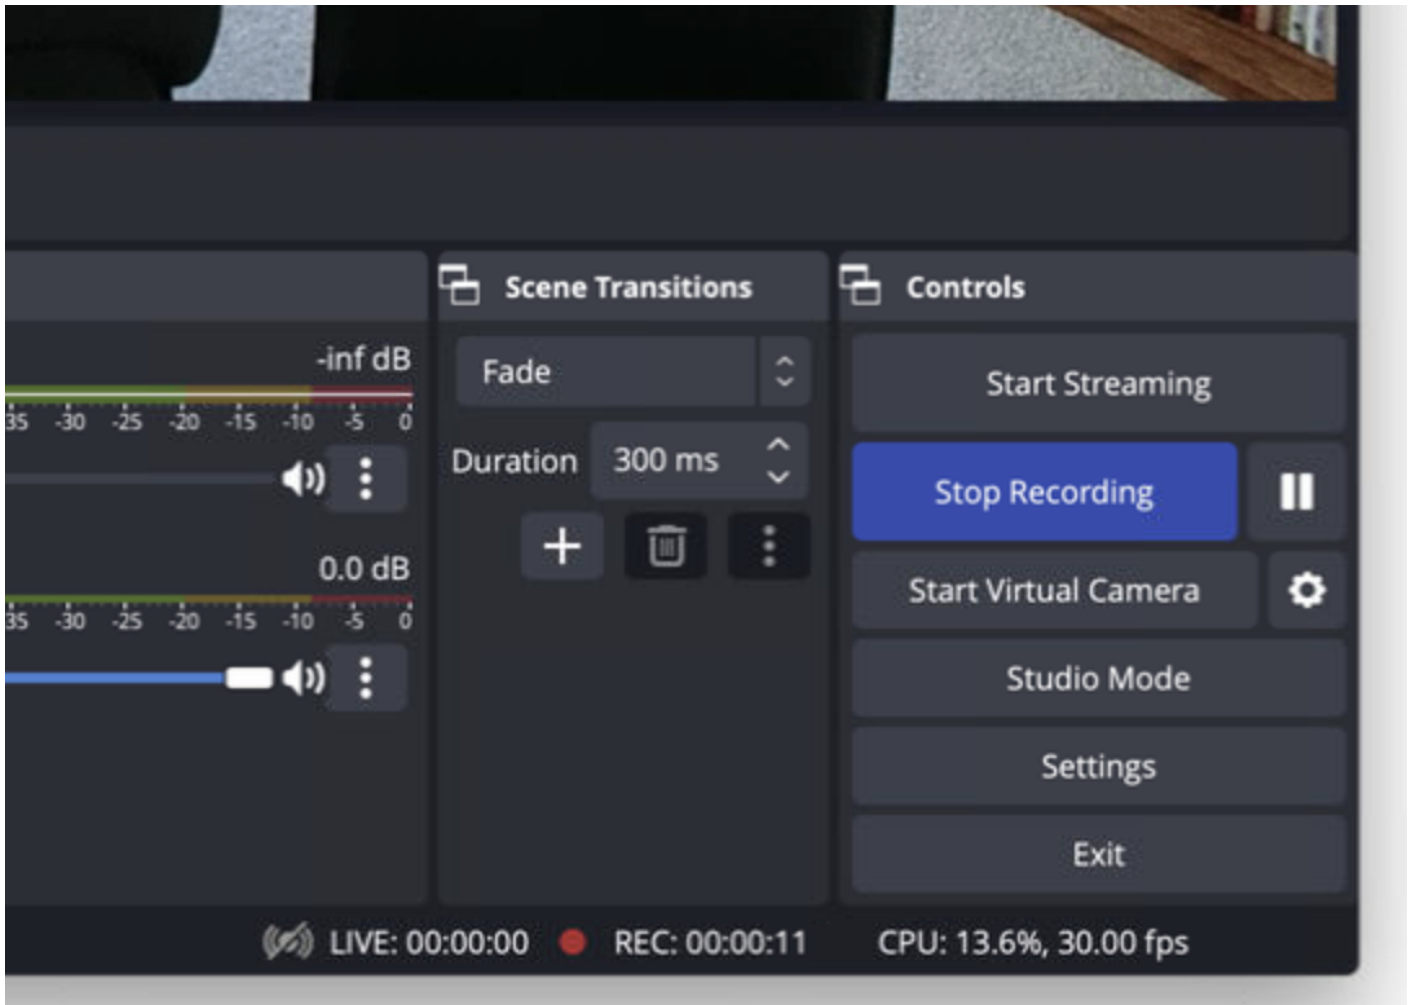 Scene Transitions
Controls
-inf dB
35 -30 -25 -20 -15 -10 -5 0
0.0 dB
35 -30 -25 -20 -15 -10 -5 0
Fade
Duration 300 ms
Start Streaming
Stop Recording
Start Virtual Camera
Studio Mode
Settings
Exit
LIVE: 00:00:00 REC: 00:00:11 CPU: 13.6%, 30.00 fps